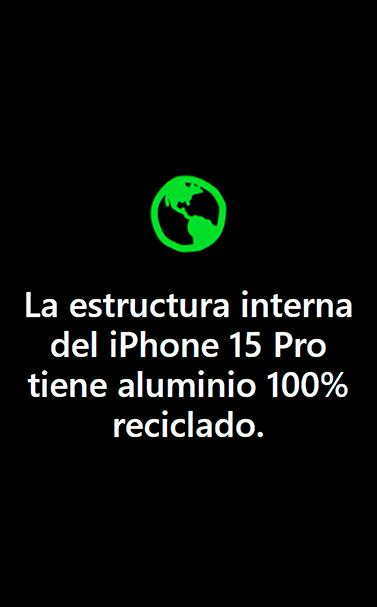 La estructura interna
del iPhone 15 Pro
tiene aluminio 100%
reciclado.